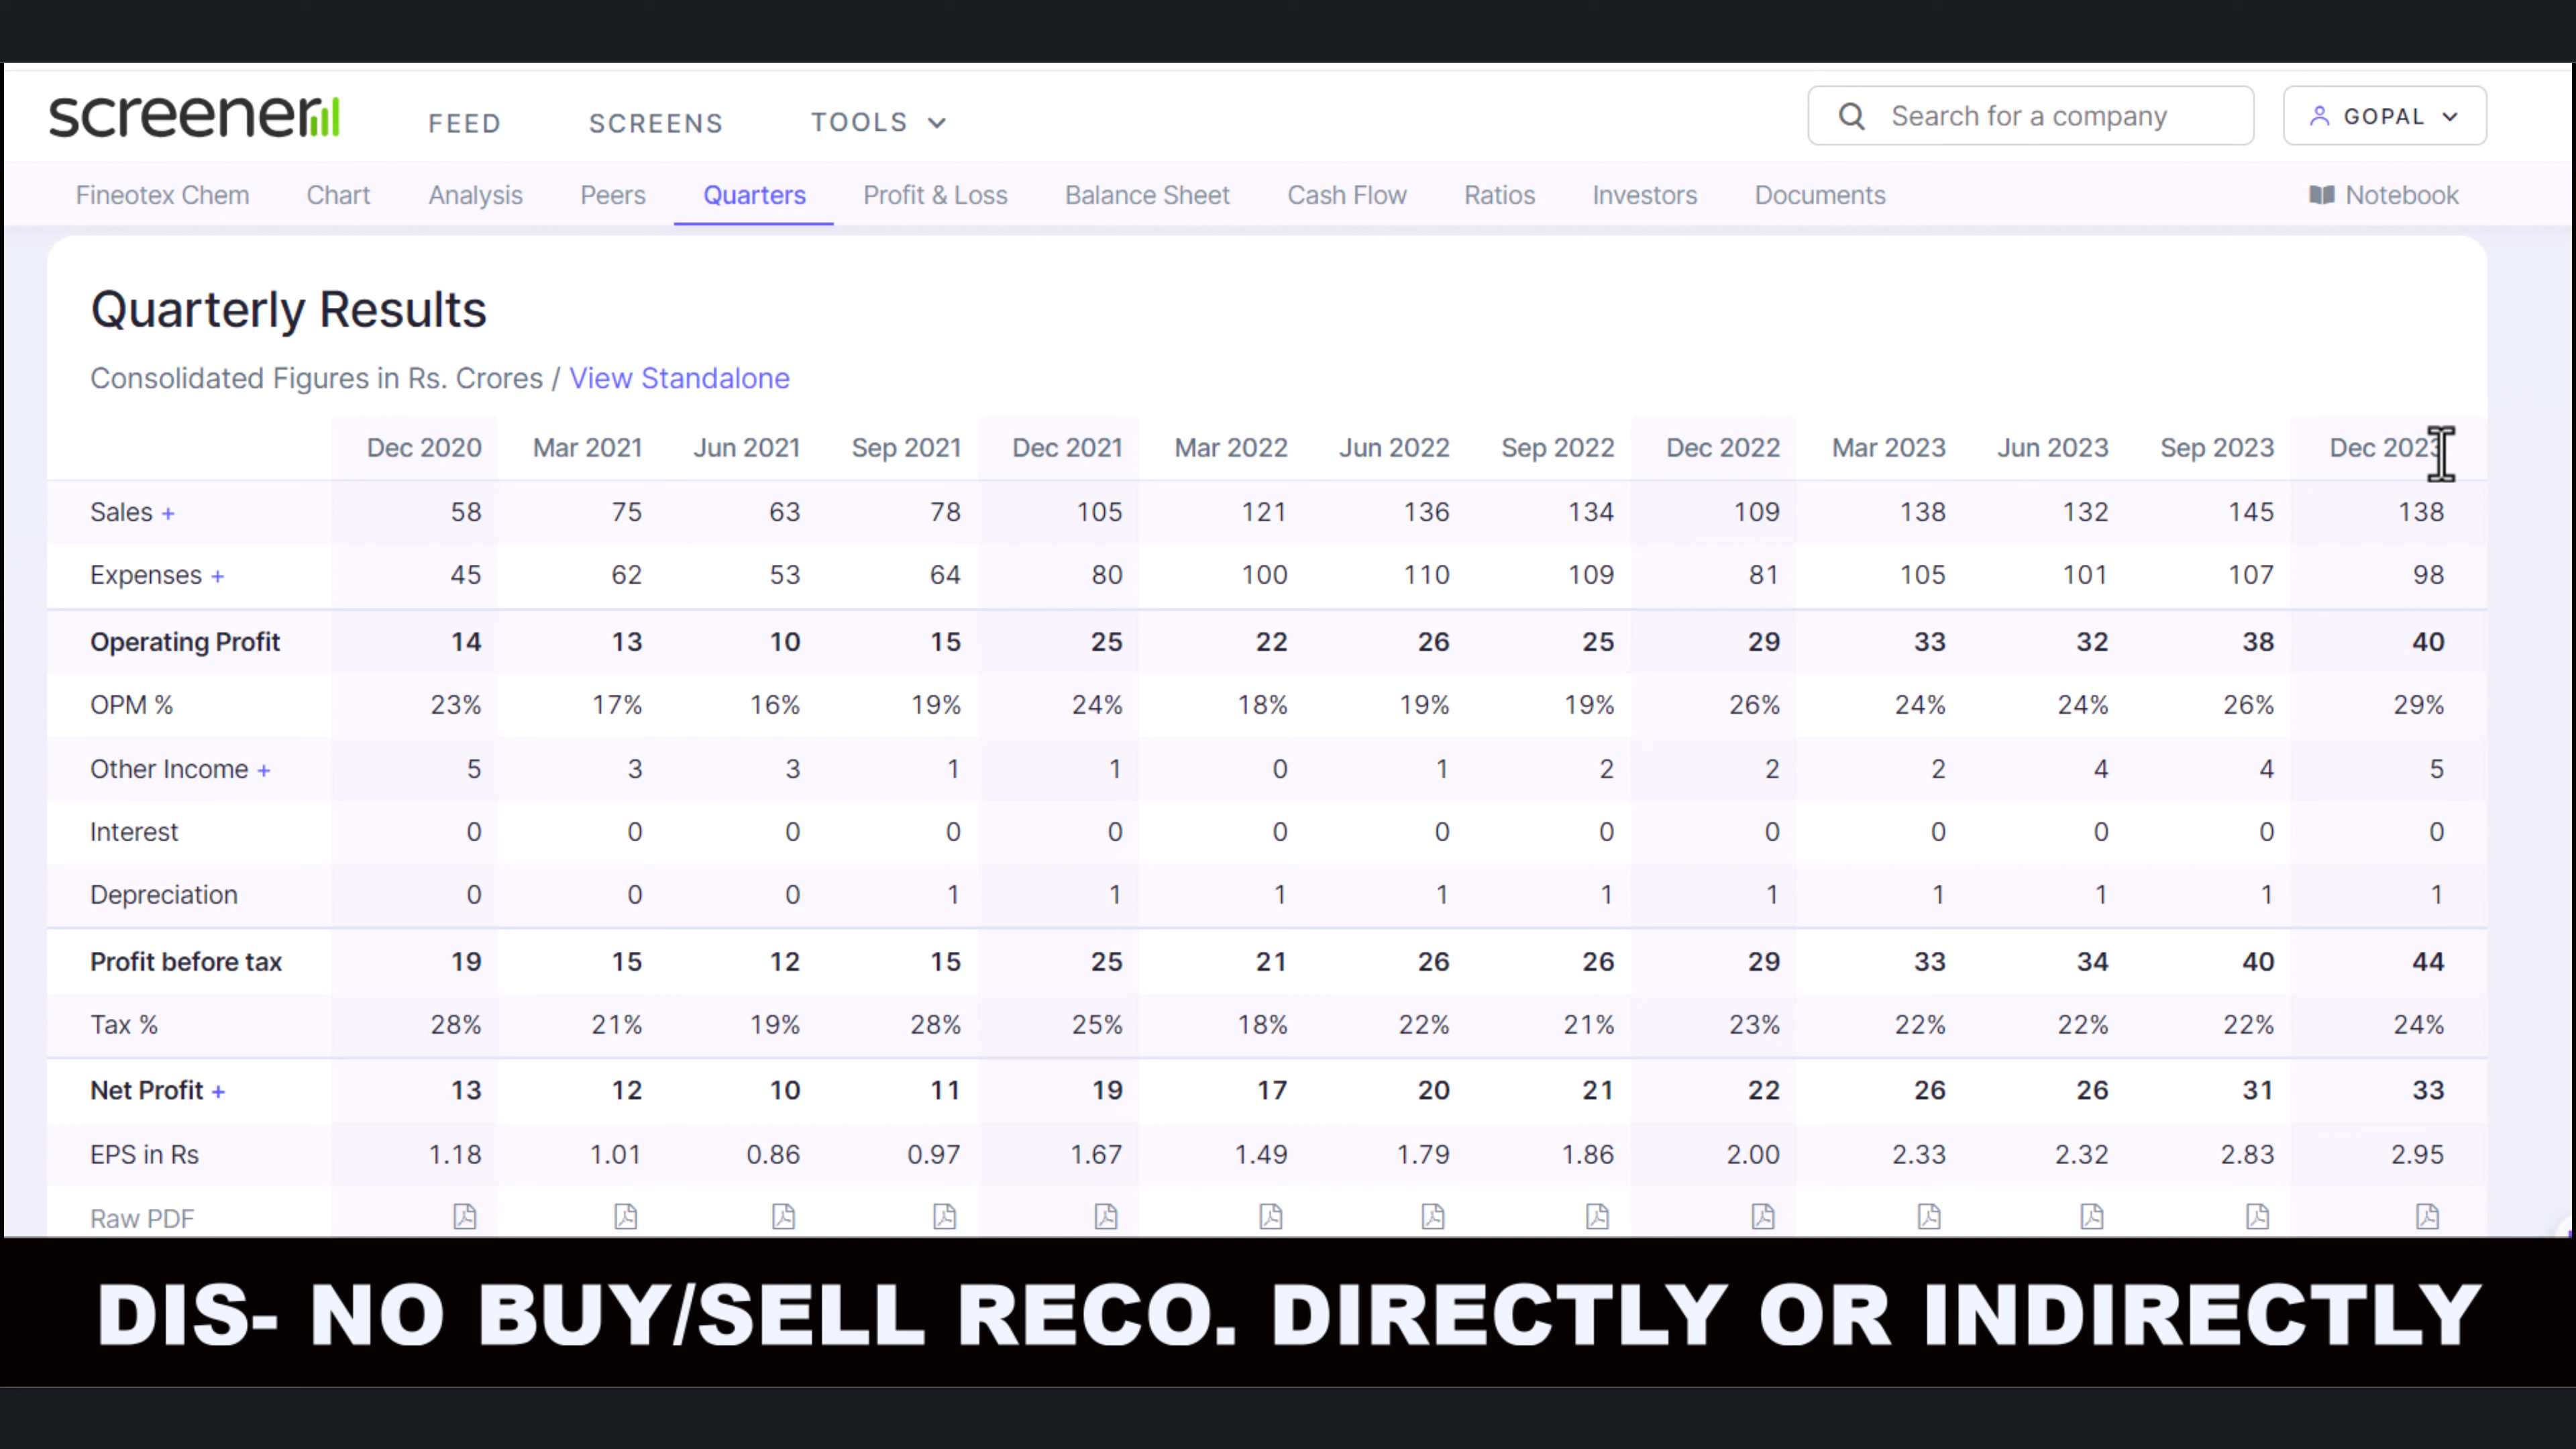 screener FEED SCREENS TOOLS Search for a company GOPAL
Fineotex Chem Chart Analysis Peers Quarters Profit & Loss Balance Sheet Cash Flow Ratios Investors Documents Notebook
Quarterly Results
Consolidated Figures in Rs. Crores / View Standalone
Dec 2020 Mar 2021 Jun 2021 Sep 2021 Dec 2021 Mar 2022 Jun 2022 Sep 2022 Dec 2022 Mar 2023 Jun 2023 Sep 2023 Dec 2023
Sales + 58 75 63 78 105 121 136 134 109 138 132 145 138
Expenses + 45 62 53 64 80 100 110 109 81 105 101 107 98
Operating Profit 14 13 10 15 25 22 26 25 29 33 32 38 40
OPM % 23% 17% 16% 19% 24% 18% 19% 19% 26% 24% 24% 26% 29%
Other Income + 5 3 3 1 1 0 1 2 2 2 4 4 5
Interest 0 0 0 0 0 0 0 0 0 0 0 0 0
Depreciation 0 0 0 1 1 1 1 1 1 1 1 1 1
Profit before tax 19 15 12 15 25 21 26 26 29 33 34 40 44
Tax % 28% 21% 19% 28% 25% 18% 22% 21% 23% 22% 22% 22% 24%
Net Profit + 13 12 10 11 19 17 20 21 22 26 26 31 33
EPS in Rs 1.18 1.01 0.86 0.97 1.67 1.49 1.79 1.86 2.00 2.33 2.32 2.83 2.95
Raw PDF
DIS- NO BUY/SELL RECO. DIRECTLY OR INDIRECTLY